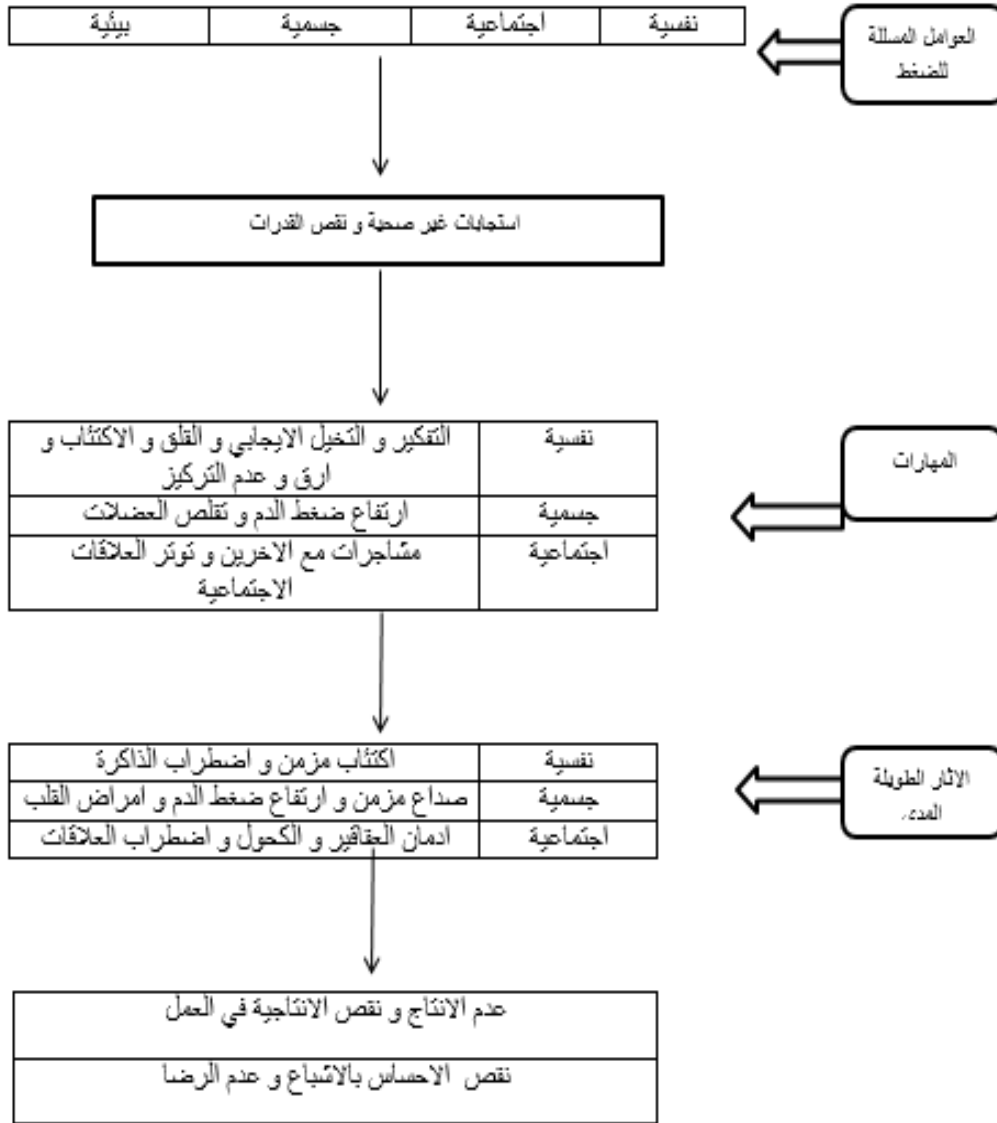 العوامل المسللة
للضغط
نفسية اجتماعية جسمية بيئية
استجابات غير صحية و نقص القدرات
المهارات
نفسية التفكير و التخيل الايجابي و القلق و الاكتئاب و
ارق و عدم التركيز
جسمية ارتفاع ضغط الدم و تقلص العضلات
اجتماعية مشاجرات مع الاخرين و توتر العلاقات
الاجتماعية
الاثار الطويلة
المدى
نفسية اكتئاب مزمن و اضطراب الذاكرة
جسمية صداع مزمن و ارتفاع ضغط الدم و امراض القلب
اجتماعية ادمان العقاقير و الكحول و اضطراب العلاقات
عدم الانتاج و نقص الانتاجية في العمل
نقص الاحساس بالاشباع و عدم الرضا